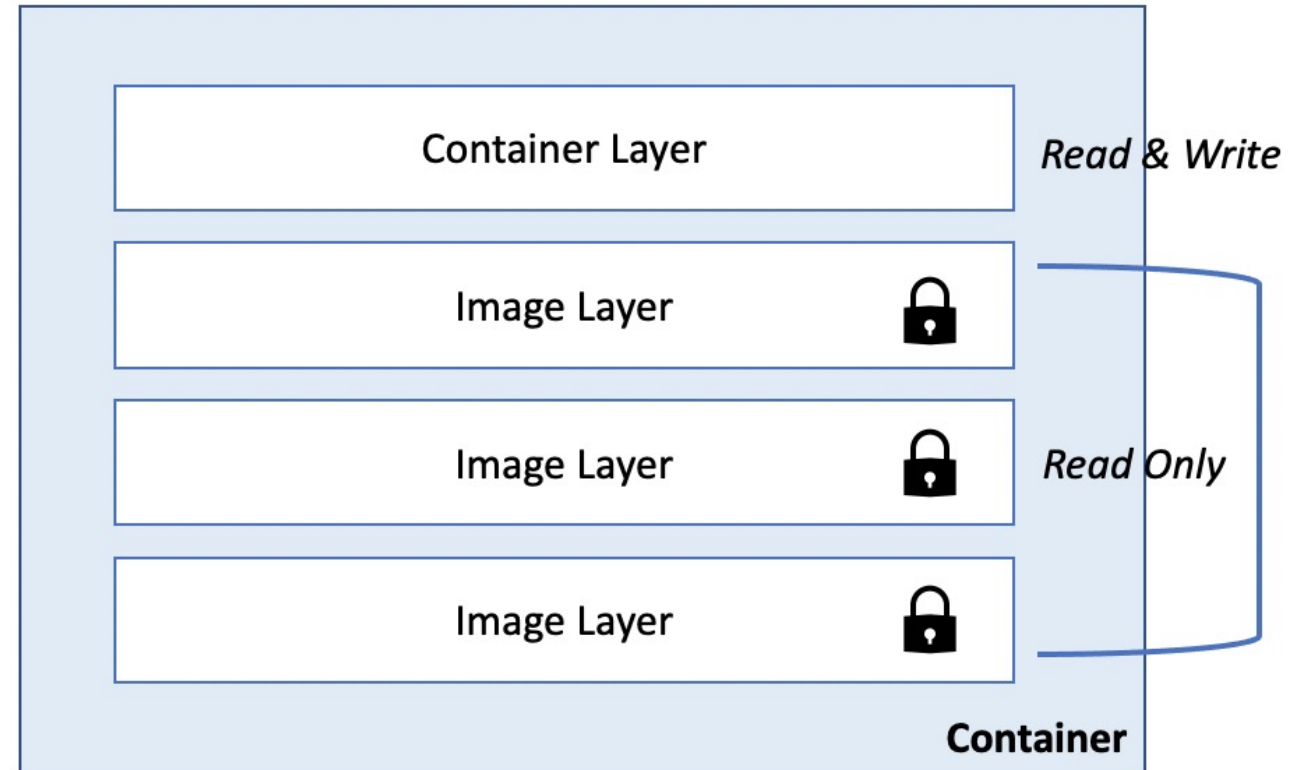 Container Layer
Read & Write
Image Layer
Image Layer
Read Only
Image Layer
Container